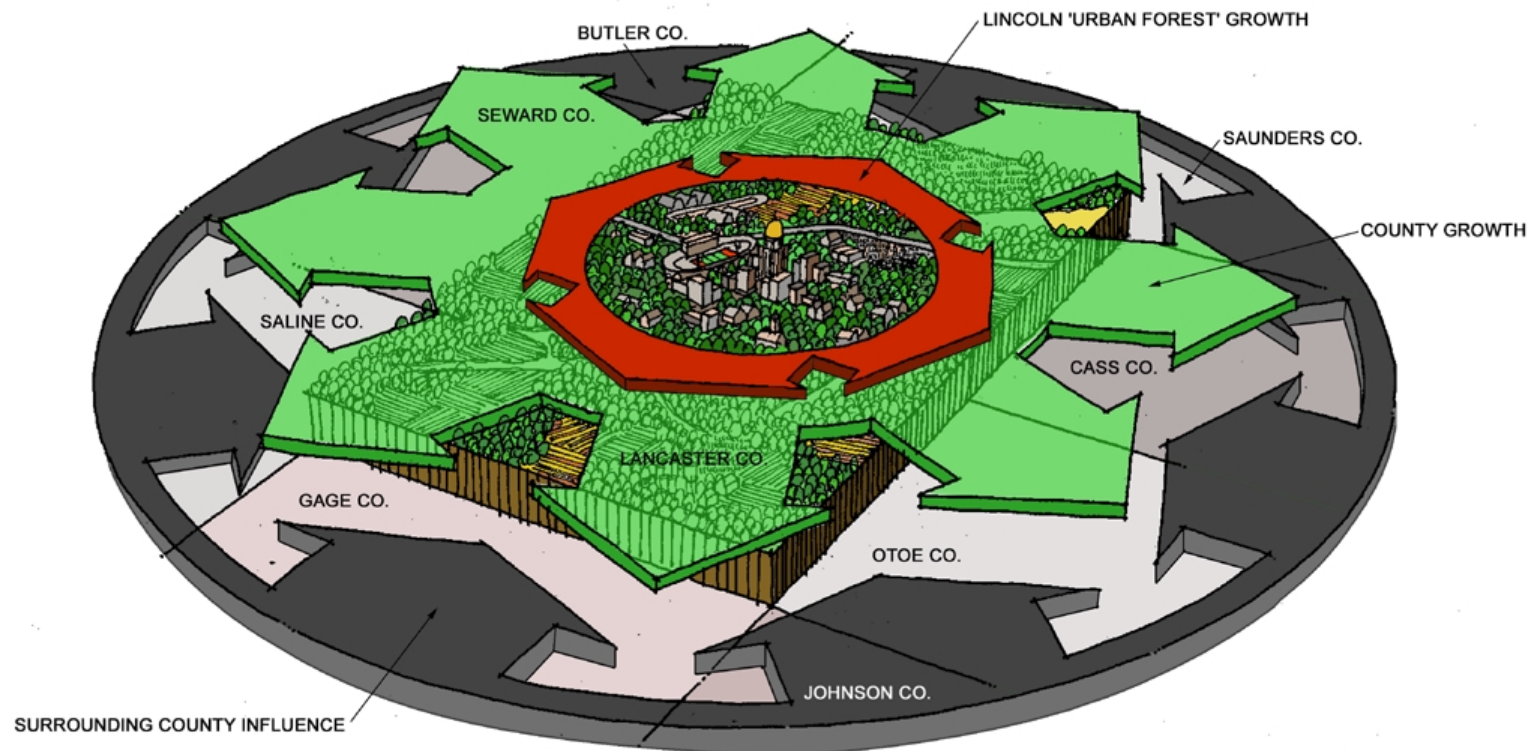 LINCOLN 'URBAN FOREST' GROWTH
BUTLER CO.
SEWARD CO.
SAUNDERS CO.
COUNTY GROWTH
SALINE CO.
CASS CO.
LANCASTER CO.
GAGE CO.
OTOE CO.
JOHNSON CO.
SURROUNDING COUNTY INFLUENCE